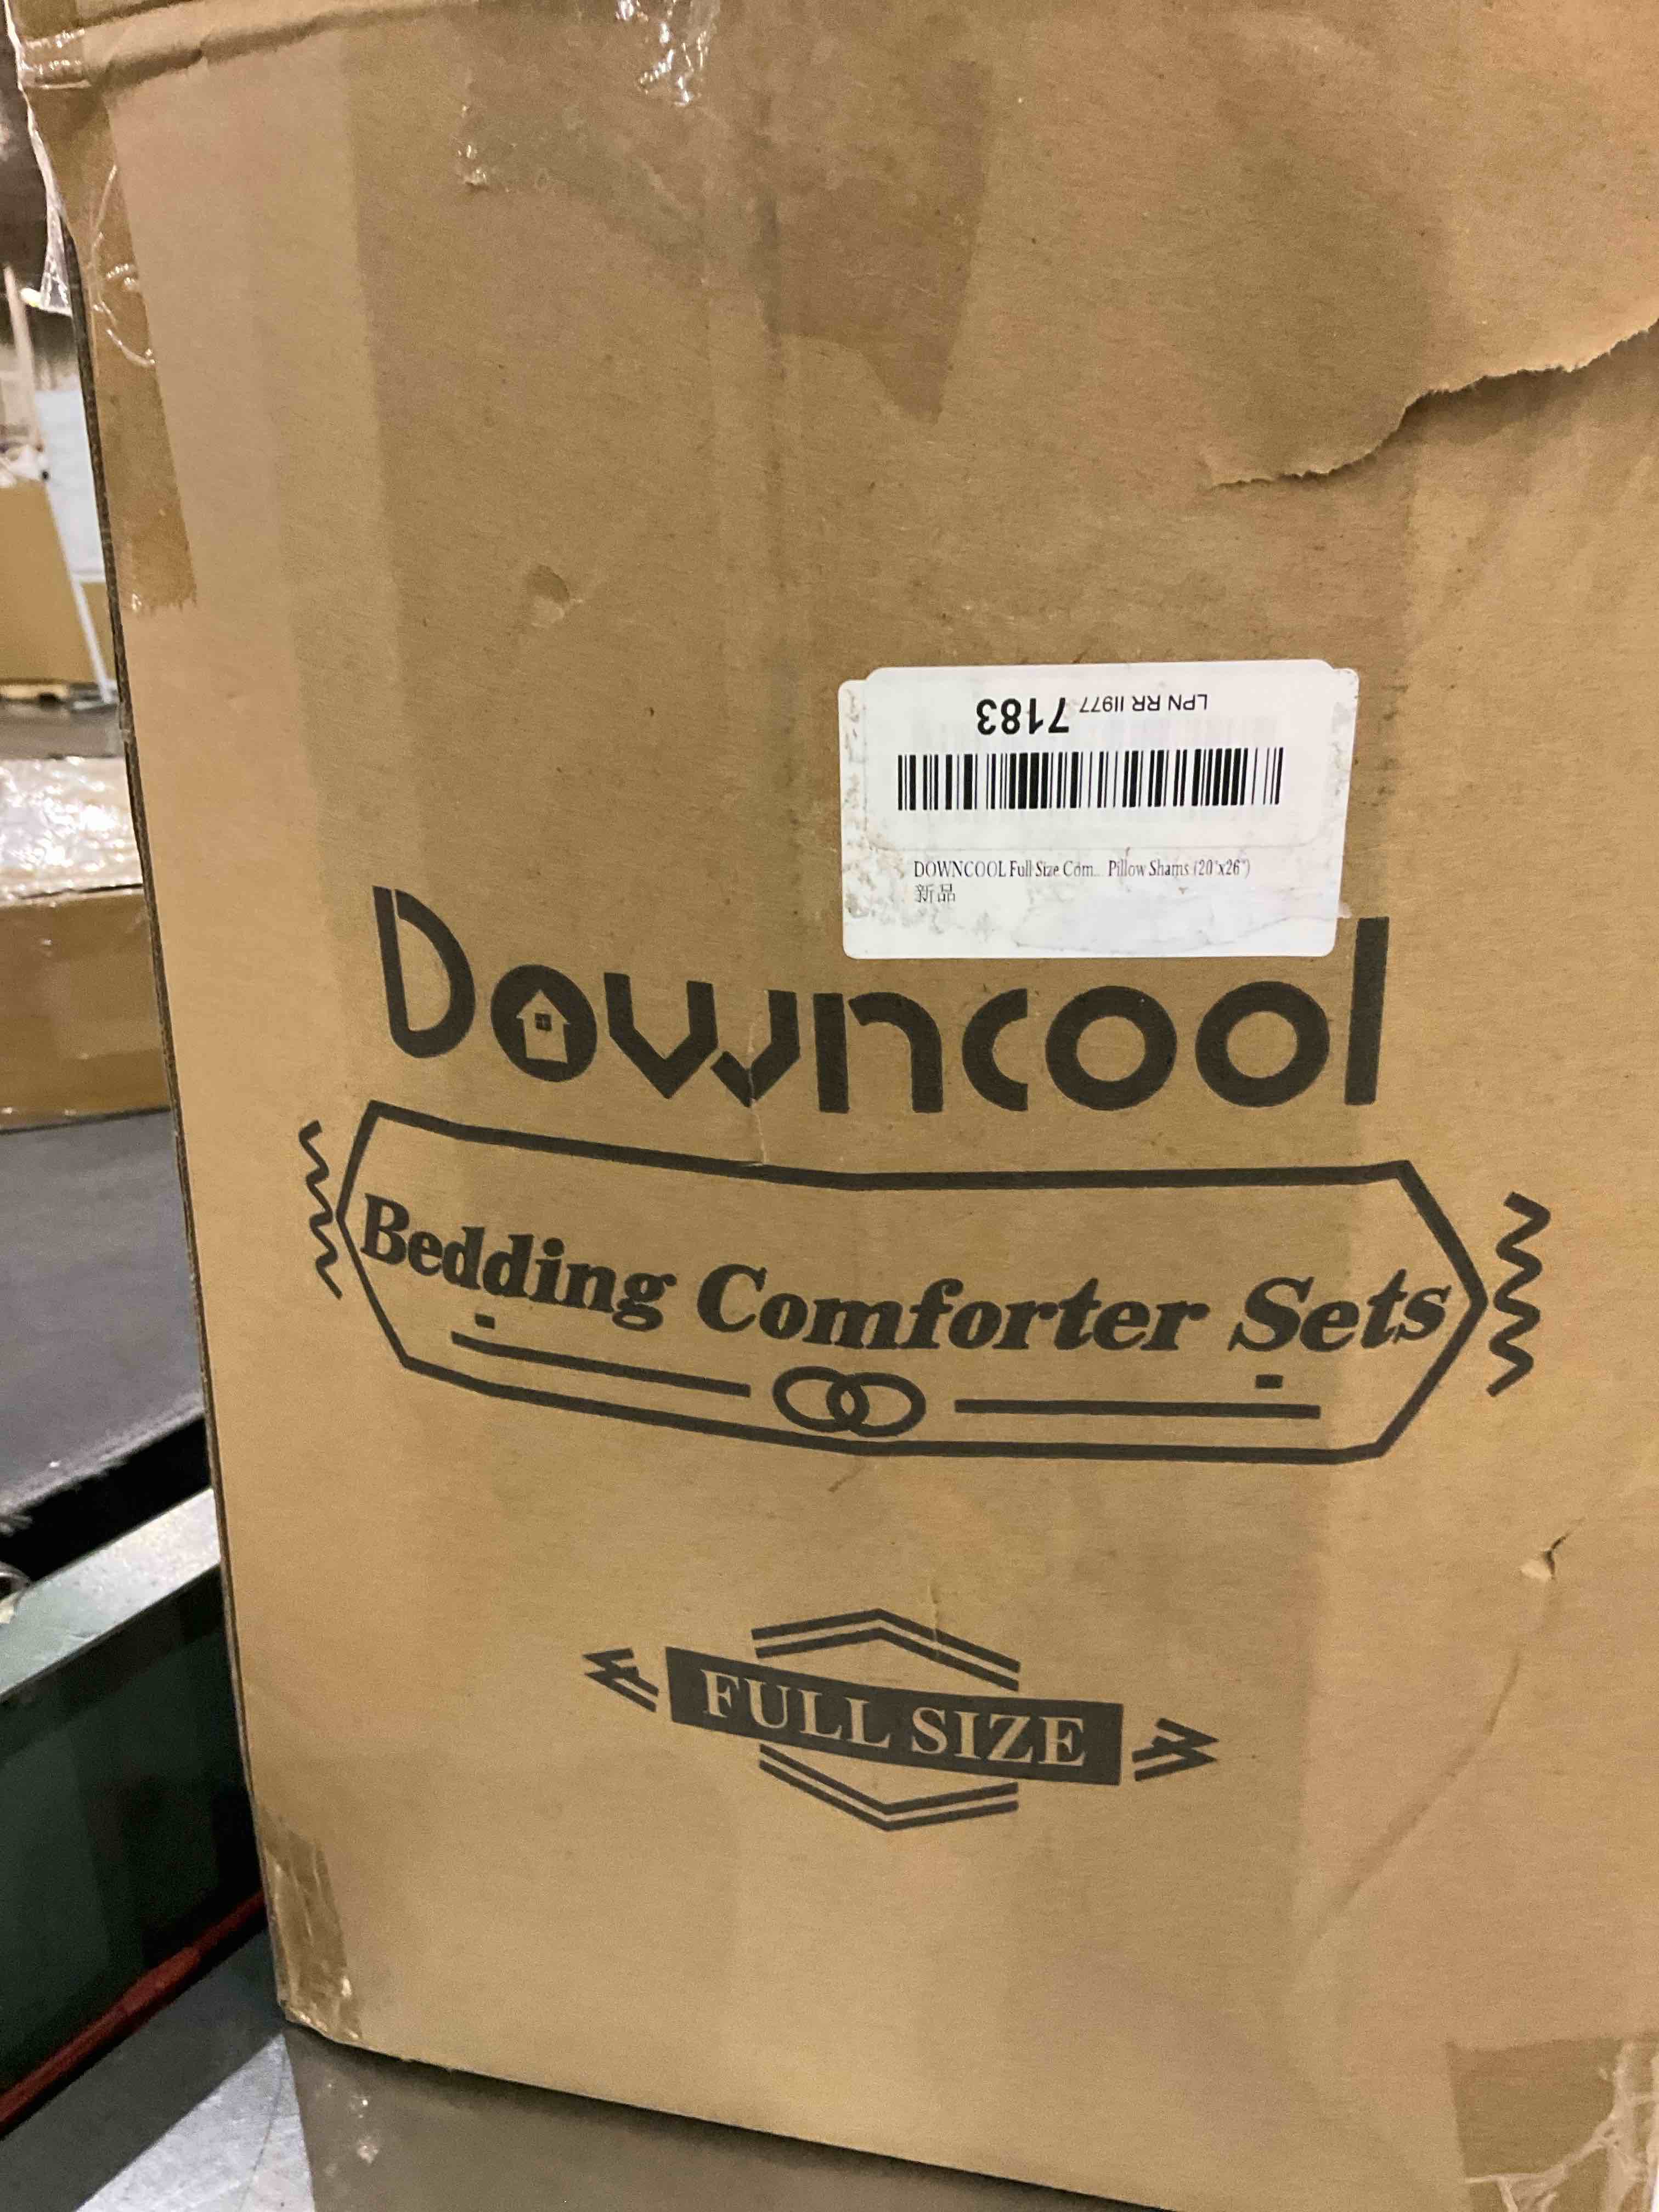 LPN RR II977 7183
DOWNCOOL Full Size Com... Pillow Shams (20"x26")
新品
Downcool
Bedding Comforter Sets
FULL SIZE